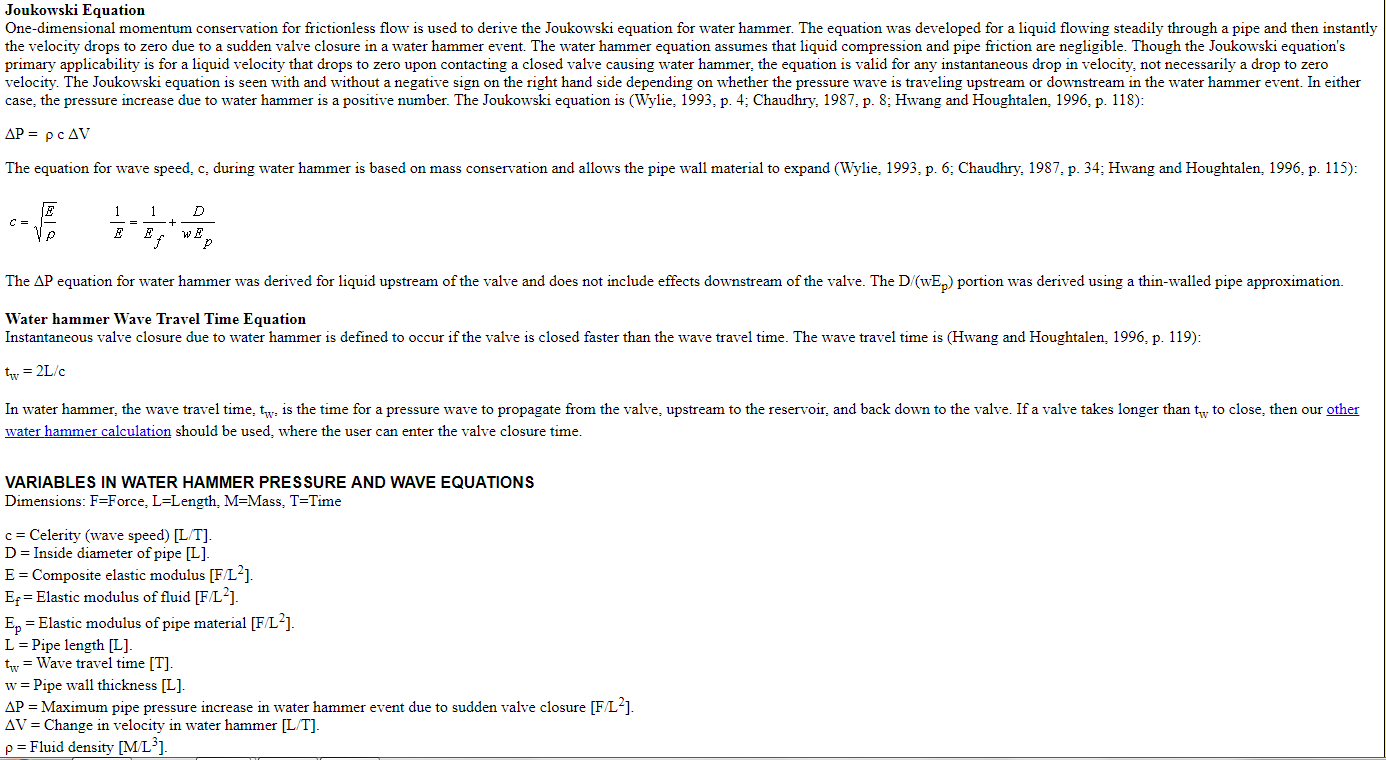 Joukowski Equation
One-dimensional momentum conservation for frictionless flow is used to derive the Joukowski equation for water hammer. The equation was developed for a liquid flowing steadily through a pipe and then instantly
the velocity drops to zero due to a sudden valve closure in a water hammer event. The water hammer equation assumes that liquid compression and pipe friction are negligible. Though the Joukowski equation's
primary applicability is for a liquid velocity that drops to zero upon contacting a closed valve causing water hammer, the equation is valid for any instantaneous drop in velocity, not necessarily a drop to zero
velocity. The Joukowski equation is seen with and without a negative sign on the right hand side depending on whether the pressure wave is traveling upstream or downstream in the water hammer event. In either
case, the pressure increase due to water hammer is a positive number. The Joukowski equation is (Wylie, 1993, p. 4; Chaudhry, 1987, p. 8; Hwang and Houghtalen, 1996, p. 118):
ΔP = ρ c ΔV
The equation for wave speed, c, during water hammer is based on mass conservation and allows the pipe wall material to expand (Wylie, 1993, p. 6; Chaudhry, 1987, p. 34; Hwang and Houghtalen, 1996, p. 115):
c = √(E/ρ) 1/E = 1/E_f + D/(w E_p)
The ΔP equation for water hammer was derived for liquid upstream of the valve and does not include effects downstream of the valve. The D/(wE_p) portion was derived using a thin-walled pipe approximation.
Water hammer Wave Travel Time Equation
Instantaneous valve closure due to water hammer is defined to occur if the valve is closed faster than the wave travel time. The wave travel time is (Hwang and Houghtalen, 1996, p. 119):
t_w = 2L/c
In water hammer, the wave travel time, t_w, is the time for a pressure wave to propagate from the valve, upstream to the reservoir, and back down to the valve. If a valve takes longer than t_w to close, then our other
water hammer calculation should be used, where the user can enter the valve closure time.
VARIABLES IN WATER HAMMER PRESSURE AND WAVE EQUATIONS
Dimensions: F=Force, L=Length, M=Mass, T=Time
c = Celerity (wave speed) [L/T].
D = Inside diameter of pipe [L].
E = Composite elastic modulus [F/L²].
E_f = Elastic modulus of fluid [F/L²].
E_p = Elastic modulus of pipe material [F/L²].
L = Pipe length [L].
t_w = Wave travel time [T].
w = Pipe wall thickness [L].
ΔP = Maximum pipe pressure increase in water hammer event due to sudden valve closure [F/L²].
ΔV = Change in velocity in water hammer [L/T].
ρ = Fluid density [M/L³].